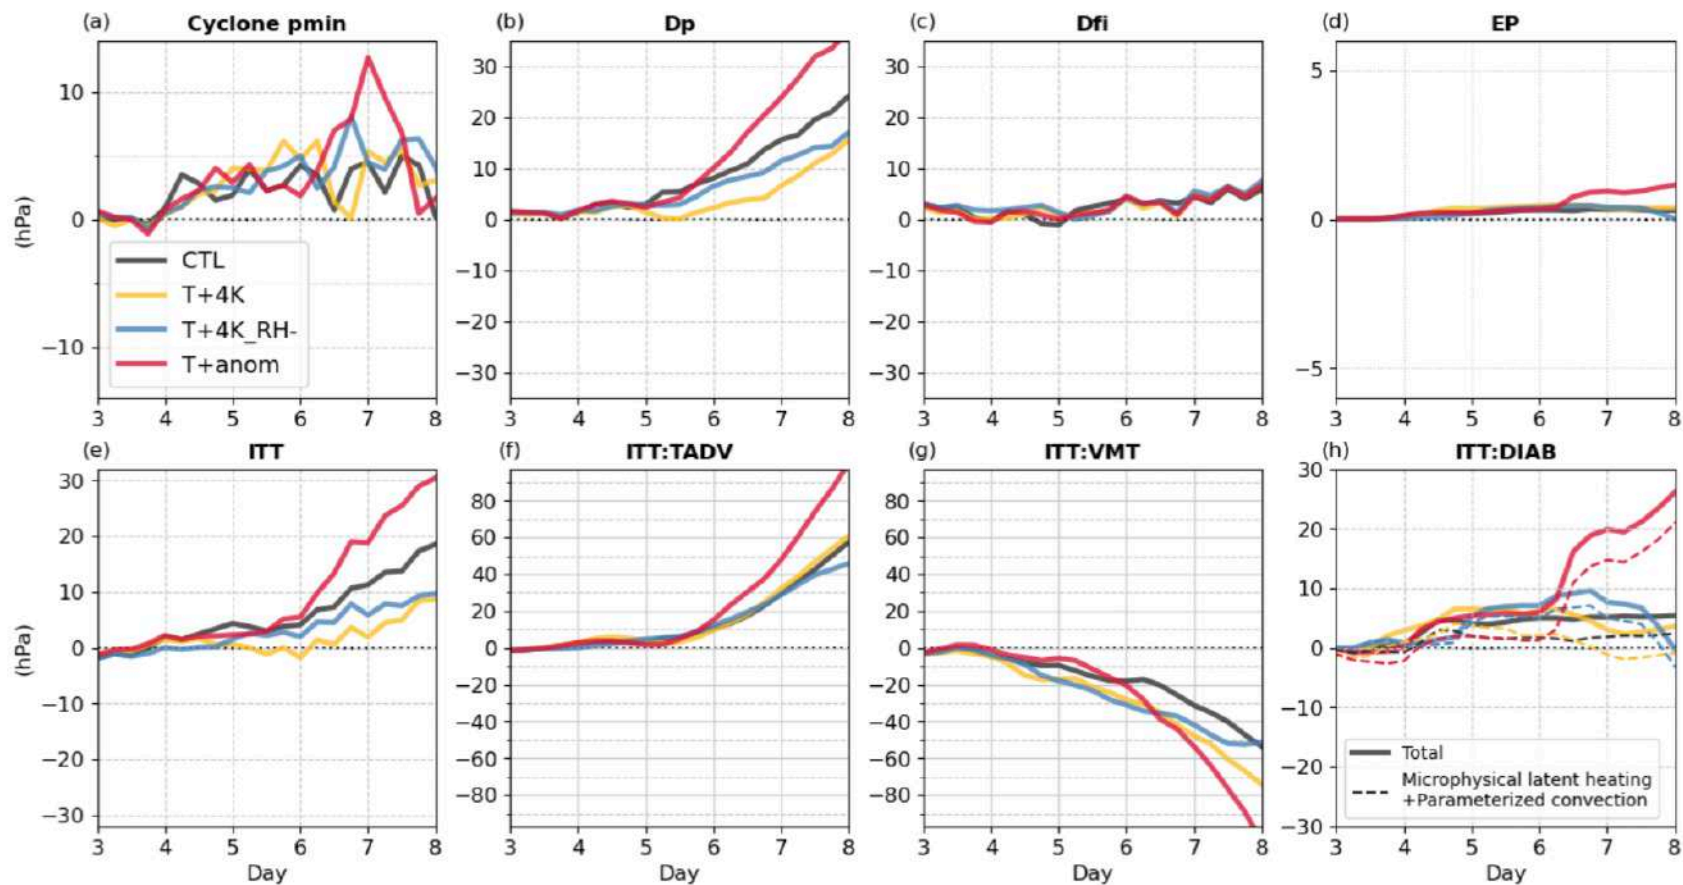 (a) Cyclone pmin
(b) Dp
(c) Dfi
(d) EP
10
0
−10
(hPa)
CTL
T+4K
T+4K_RH-
T+anom
3 4 5 6 7 8
30
20
10
0
−10
−20
−30
3 4 5 6 7 8
30
20
10
0
−10
−20
−30
3 4 5 6 7 8
5
0
−5
3 4 5 6 7 8
(e) ITT
(f) ITT:TADV
(g) ITT:VMT
(h) ITT:DIAB
30
20
10
0
−10
−20
−30
(hPa)
3 4 5 6 7 8
Day
80
60
40
20
0
−20
−40
−60
−80
3 4 5 6 7 8
Day
80
60
40
20
0
−20
−40
−60
−80
3 4 5 6 7 8
Day
30
20
10
0
−10
−20
−30
Total
Microphysical latent heating
+Parameterized convection
3 4 5 6 7 8
Day